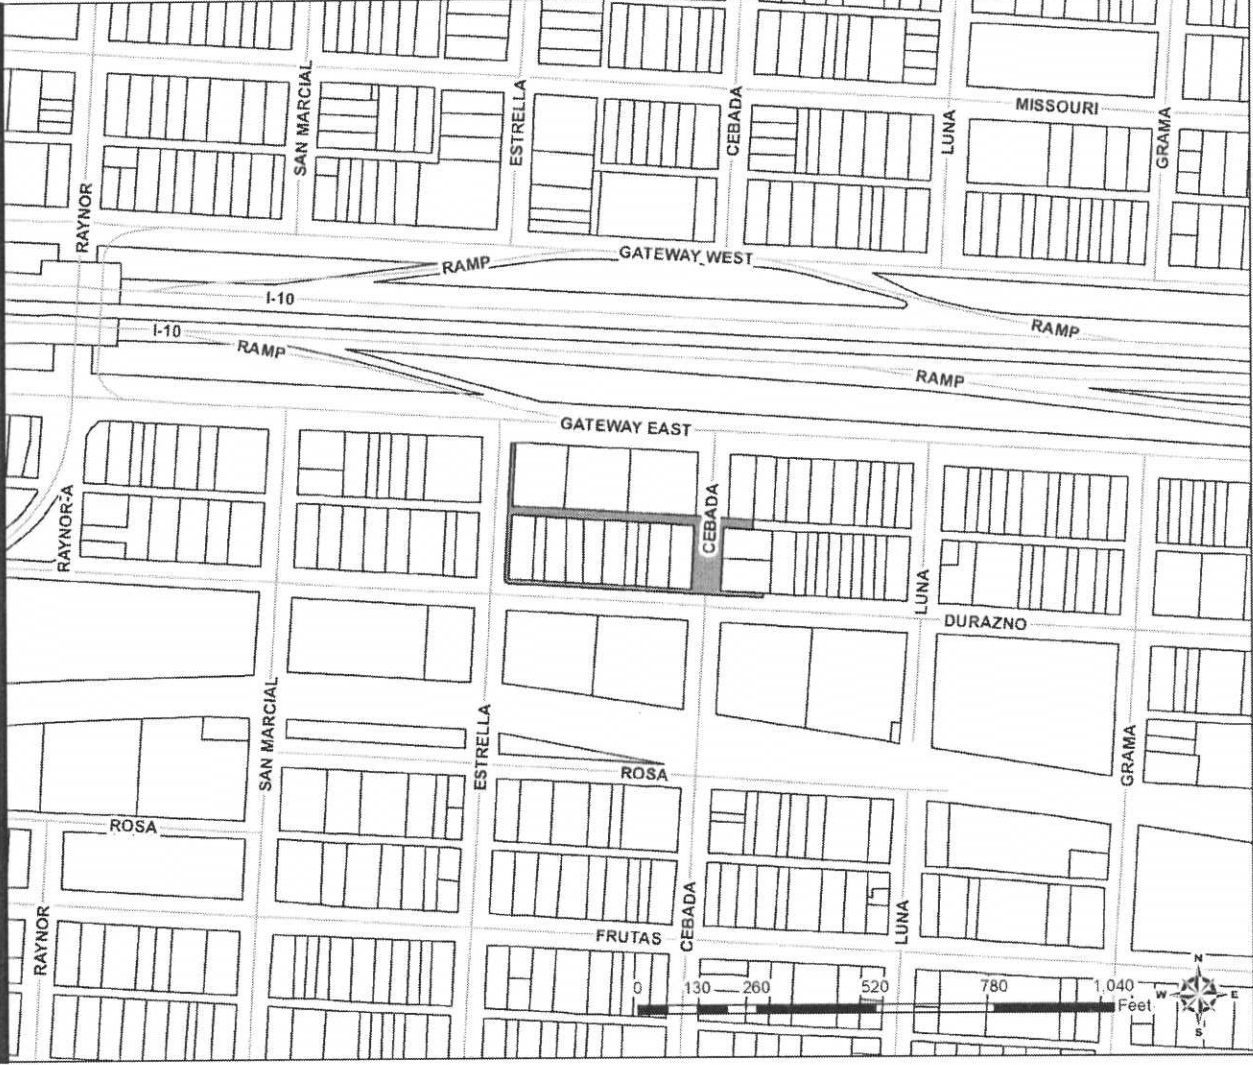 MISSOURI
SAN MARCIAL
ESTRELLA
CEBADA
LUNA
GRAMA
RAYNOR
GATEWAY WEST
RAMP
I-10
I-10
RAMP
RAMP
RAMP
GATEWAY EAST
RAYNOR-A
CEBADA
LUNA
DURAZNO
SAN MARCIAL
ESTRELLA
GRAMA
ROSA
ROSA
RAYNOR
CEBADA
LUNA
FRUTAS
0 130 260 520 780 1,040
Feet
N
W E
S